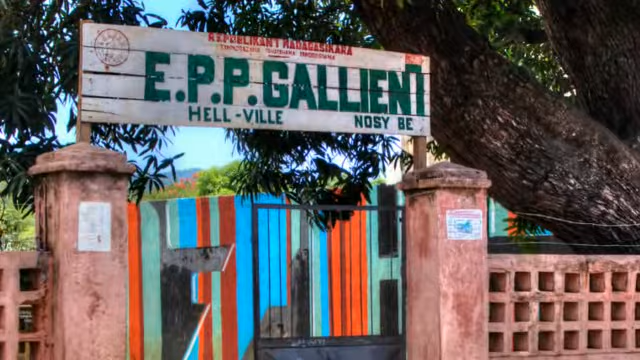 REPOBLIKAN'I MADAGASIKARA
E.P.P. GALLIENI
HELL-VILLE NOSY BE